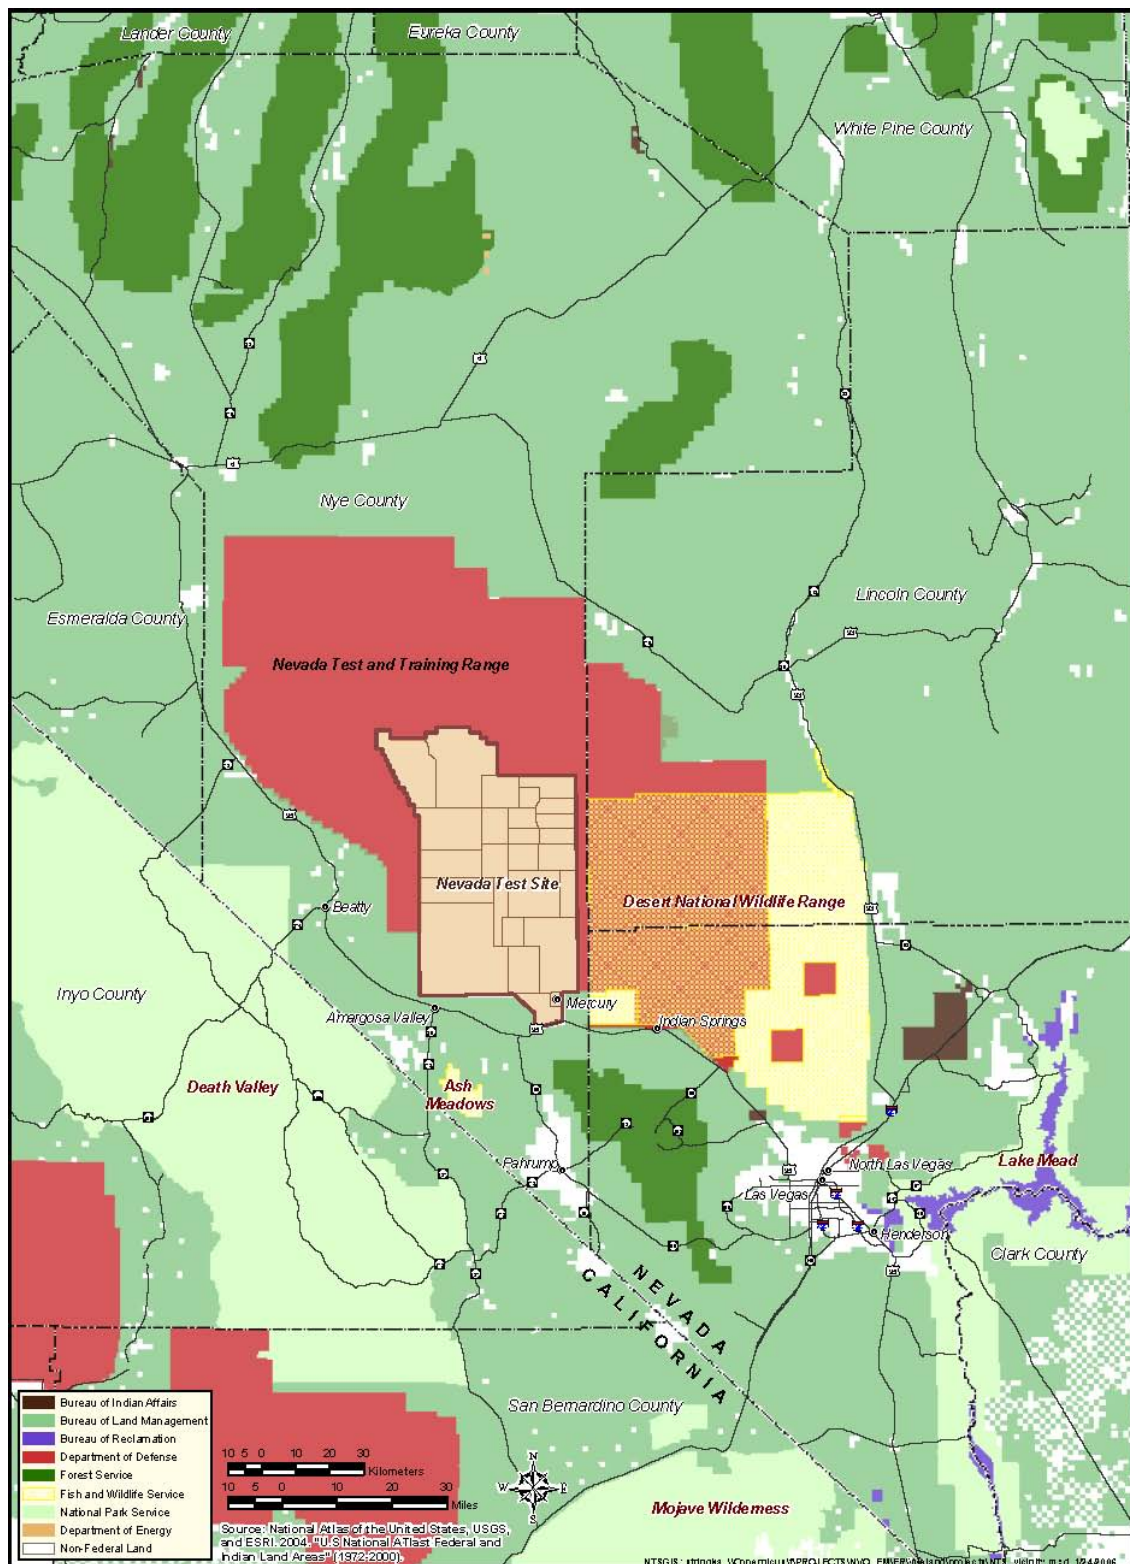 Lander County
Eureka County
White Pine County
Nye County
Esmeralda County
Lincoln County
Nevada Test and Training Range
Nevada Test Site
Desert National Wildlife Range
Beatty
Inyo County
Mercury
Amargosa Valley
Indian Springs
Death Valley
Ash
Meadows
Pahrump
North Las Vegas
Lake Mead
Las Vegas
Henderson
Clark County
NEVADA
CALIFORNIA
San Bernardino County
Mojave Wilderness
Bureau of Indian Affairs
Bureau of Land Management
Bureau of Reclamation
Department of Defense
Forest Service
Fish and Wildlife Service
National Park Service
Department of Energy
Non-Federal Land
10 5 0 10 20 30
Kilometers
10 5 0 10 20 30
Miles
N
W E
S
Source: National Atlas of the United States, USGS,
and ESRI. 2004. "U.S National ATlast Federal and
Indian Land Areas" (1972-2000).